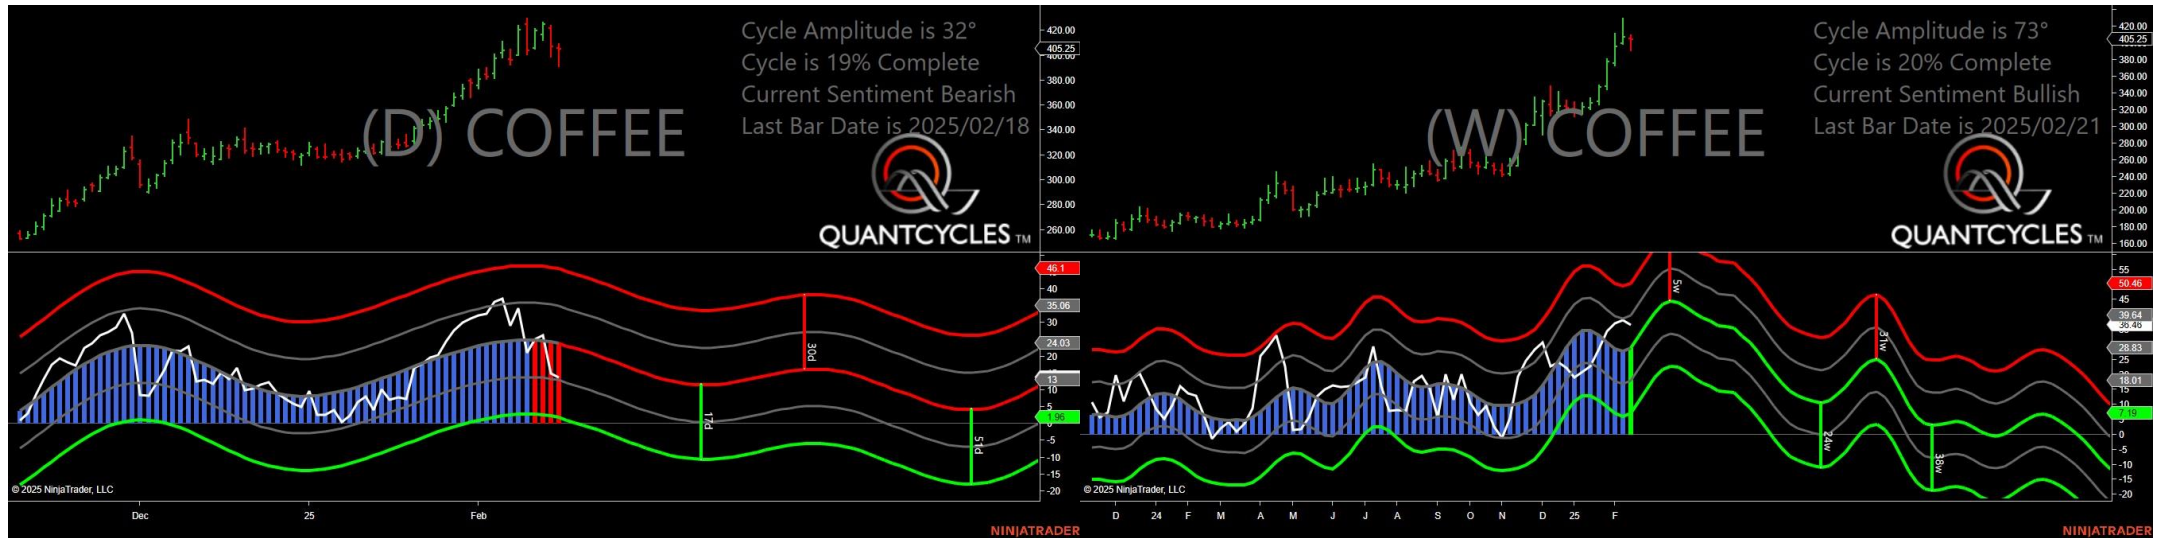 Cycle Amplitude is 32°
Cycle is 19% Complete
Current Sentiment Bearish
Last Bar Date is 2025/02/18
(D) COFFEE
QUANTCYCLES TM
420.00
405.25
400.00
380.00
360.00
340.00
320.00
300.00
280.00
260.00
46.1
40
35.06
30
24.03
20
13
10
5
1.96
0
-5
-10
-15
-20
30d
17d
51d
© 2025 NinjaTrader, LLC
Dec
25
Feb
NINJATRADER
Cycle Amplitude is 73°
Cycle is 20% Complete
Current Sentiment Bullish
Last Bar Date is 2025/02/21
(W) COFFEE
QUANTCYCLES TM
420.00
405.25
380.00
360.00
340.00
320.00
300.00
280.00
260.00
240.00
220.00
200.00
180.00
160.00
55
50.46
45
39.64
36.46
28.83
25
18.01
10
7.19
0
-5
-10
-15
-20
5w
31w
24w
38w
© 2025 NinjaTrader, LLC
D
24
F
M
A
M
J
J
A
S
O
N
D
25
F
NINJATRADER